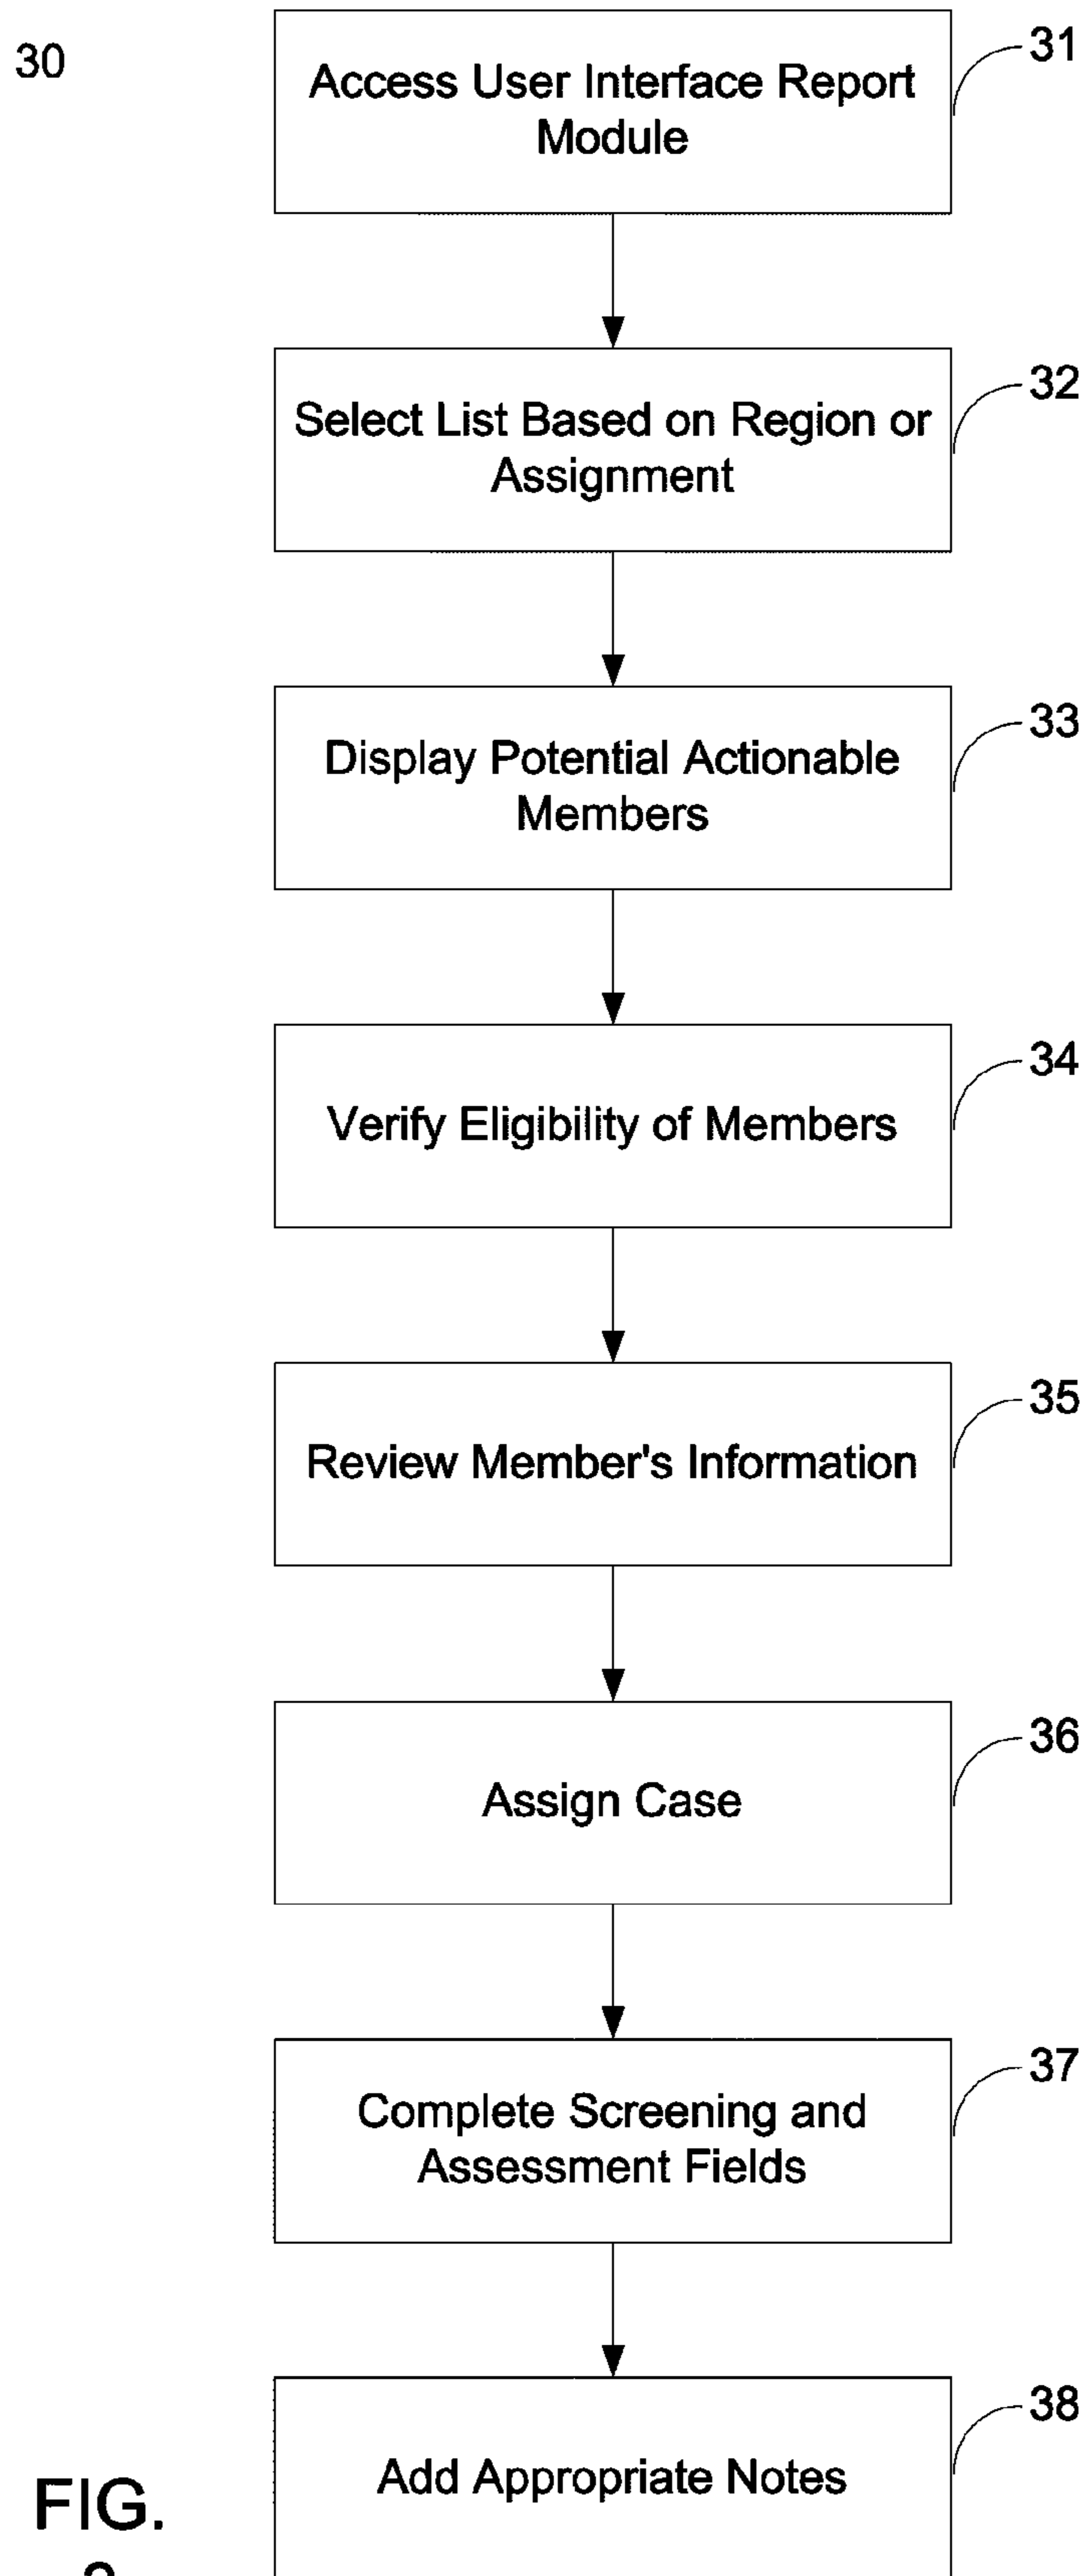 30
Access User Interface Report
Module
31
Select List Based on Region or
Assignment
32
Display Potential Actionable
Members
33
Verify Eligibility of Members
34
Review Member's Information
35
Assign Case
36
Complete Screening and
Assessment Fields
37
Add Appropriate Notes
38
FIG.